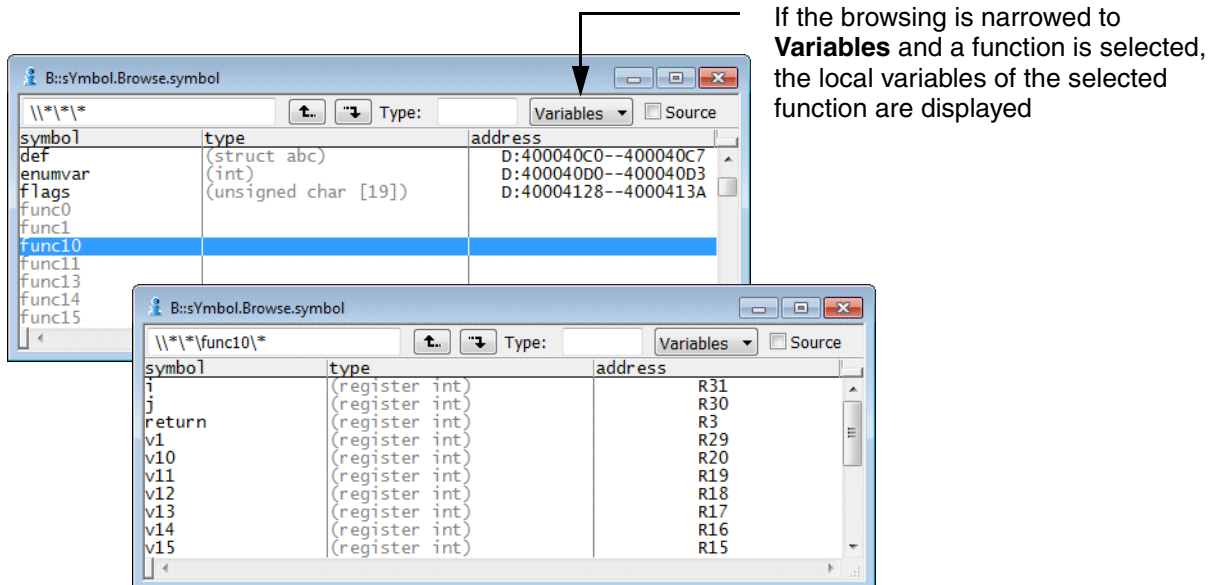 If the browsing is narrowed to
Variables and a function is selected,
the local variables of the selected
function are displayed
B::sYmbol.Browse.symbol
\\*\*\* Type: Variables Source
symbol type address
def (struct abc) D:400040C0--400040C7
enumvar (int) D:400040D0--400040D3
flags (unsigned char [19]) D:40004128--4000413A
func0
func1
func10
func11
func13
func14
func15
B::sYmbol.Browse.symbol
\\*\*\func10\* Type: Variables Source
symbol type address
i (register int) R31
j (register int) R30
return (register int) R3
v1 (register int) R29
v10 (register int) R20
v11 (register int) R19
v12 (register int) R18
v13 (register int) R17
v14 (register int) R16
v15 (register int) R15